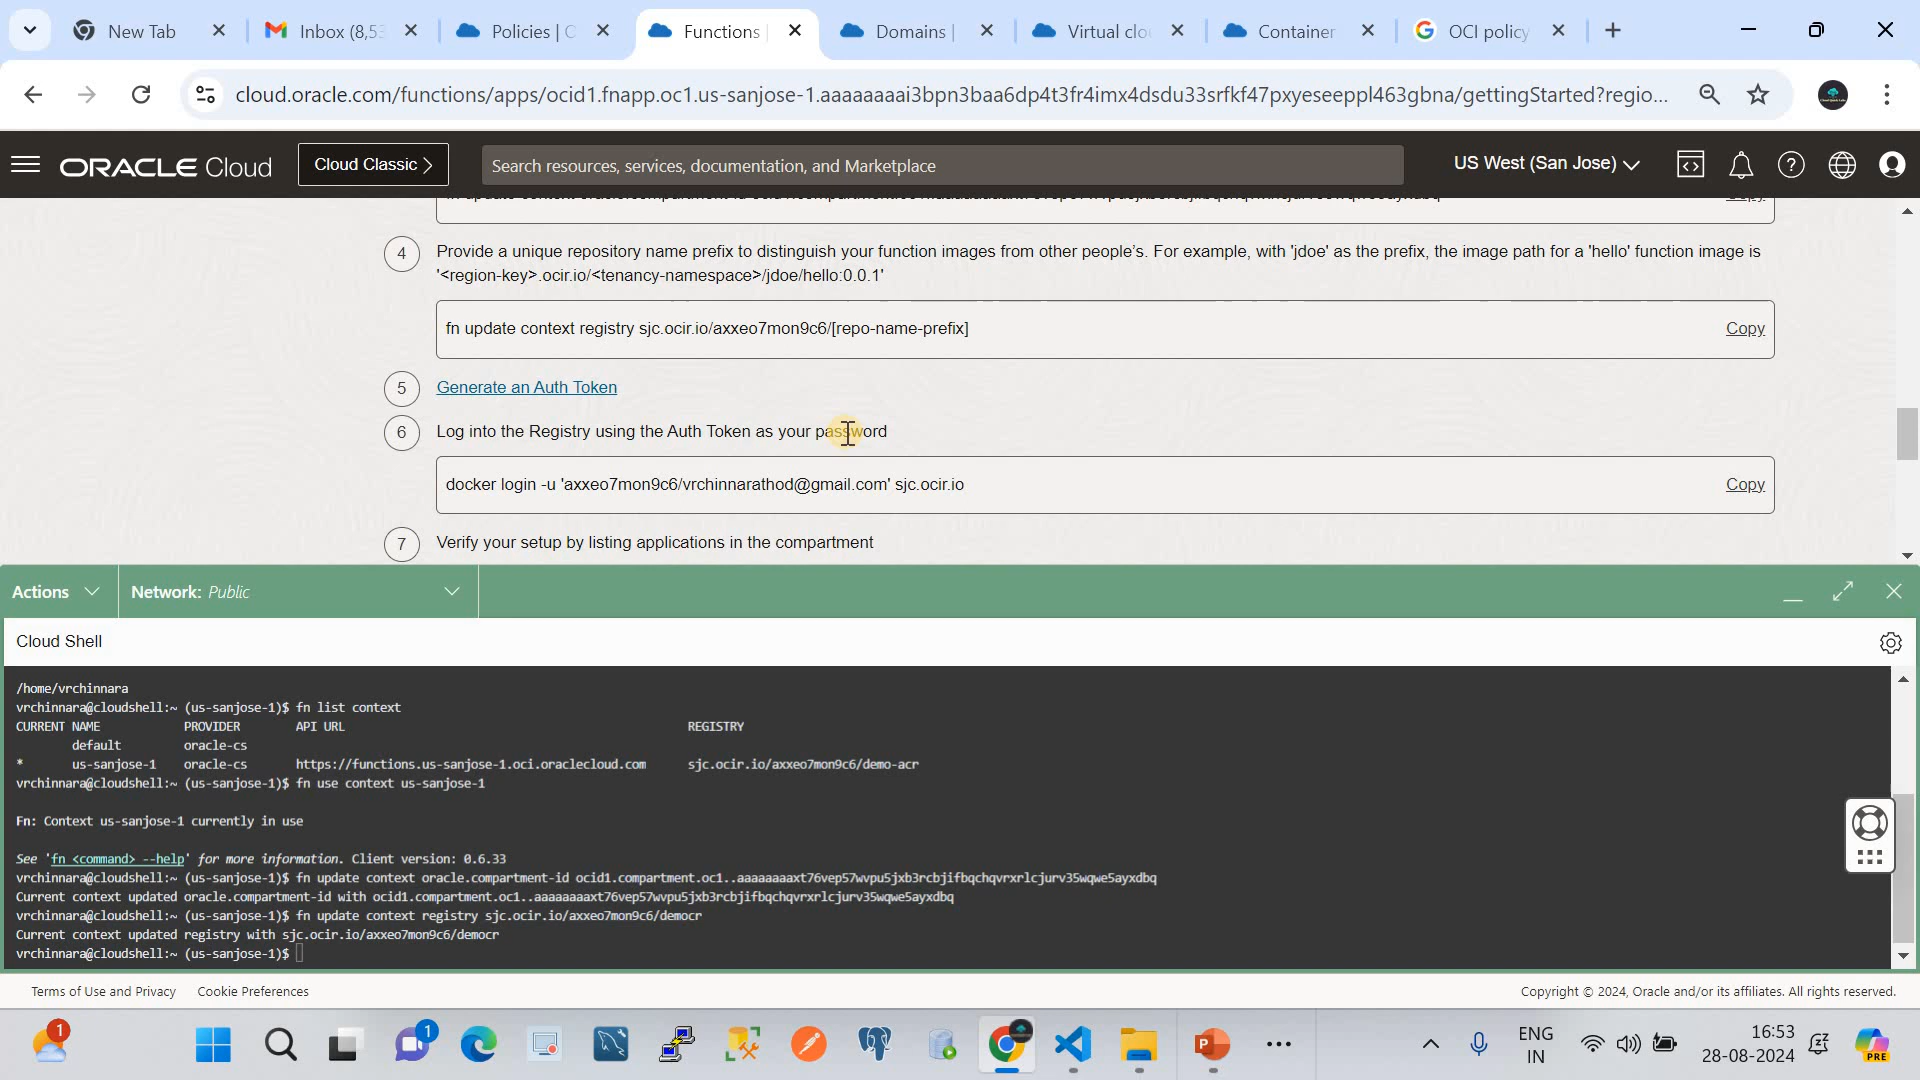 New Tab
Inbox (8,53
Policies | O
Functions |
Domains |
Virtual clo
Container
OCI policy
cloud.oracle.com/functions/apps/ocid1.fnapp.oc1.us-sanjose-1.aaaaaaaai3bpn3baa6dp4t3fr4imx4dsdu33srfkf47pxyeseeppl463gbna/gettingStarted?regio...
ORACLE Cloud
Cloud Classic
Search resources, services, documentation, and Marketplace
US West (San Jose)
4
Provide a unique repository name prefix to distinguish your function images from other people's. For example, with 'jdoe' as the prefix, the image path for a 'hello' function image is
'<region-key>.ocir.io/<tenancy-namespace>/jdoe/hello:0.0.1'
fn update context registry sjc.ocir.io/axxeo7mon9c6/[repo-name-prefix]
Copy
5
Generate an Auth Token
6
Log into the Registry using the Auth Token as your password
docker login -u 'axxeo7mon9c6/vrchinnarathod@gmail.com' sjc.ocir.io
Copy
7
Verify your setup by listing applications in the compartment
Actions
Network: Public
Cloud Shell
/home/vrchinnara
vrchinnara@cloudshell:~ (us-sanjose-1)$ fn list context
CURRENT NAME PROVIDER API URL REGISTRY
default oracle-cs
* us-sanjose-1 oracle-cs https://functions.us-sanjose-1.oci.oraclecloud.com sjc.ocir.io/axxeo7mon9c6/demo-acr
vrchinnara@cloudshell:~ (us-sanjose-1)$ fn use context us-sanjose-1
Fn: Context us-sanjose-1 currently in use
See 'fn <command> --help' for more information. Client version: 0.6.33
vrchinnara@cloudshell:~ (us-sanjose-1)$ fn update context oracle.compartment-id ocid1.compartment.oc1..aaaaaaaaxt76vep57wvpu5jxb3rcbjifbqchqvrxrlcjurv35wqwe5ayxdbq
Current context updated oracle.compartment-id with ocid1.compartment.oc1..aaaaaaaaxt76vep57wvpu5jxb3rcbjifbqchqvrxrlcjurv35wqwe5ayxdbq
vrchinnara@cloudshell:~ (us-sanjose-1)$ fn update context registry sjc.ocir.io/axxeo7mon9c6/democr
Current context updated registry with sjc.ocir.io/axxeo7mon9c6/democr
vrchinnara@cloudshell:~ (us-sanjose-1)$
Terms of Use and Privacy
Cookie Preferences
Copyright © 2024, Oracle and/or its affiliates. All rights reserved.
1
1
ENG
IN
16:53
28-08-2024
PRE